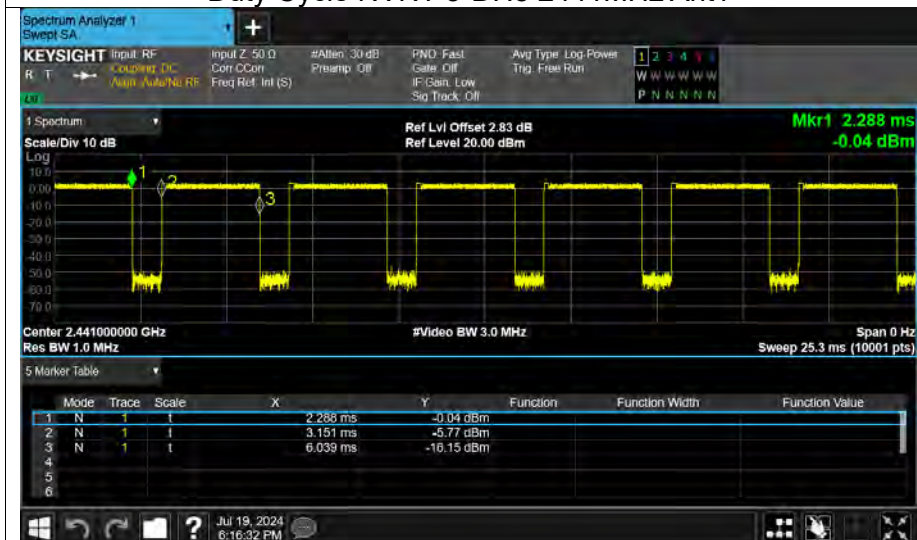 Spectrum Analyzer 1
Swept SA
+
KEYSIGHT Input: RF
R T
Coupling: DC
Align: Auto/No RF
Input Z: 50 Ω
Corr CCorr
Freq Ref: Int (S)
#Atten: 30 dB
Preamp: Off
PNO: Fast
Gate: Off
IF Gain: Low
Sig Track: Off
Avg Type: Log-Power
Trig: Free Run
1 2 3 4 5 6
W W W W W W
P N N N N N
1 Spectrum
Scale/Div 10 dB
Ref Lvl Offset 2.83 dB
Ref Level 20.00 dBm
Mkr1 2.288 ms
-0.04 dBm
Log
10.0
0.00
-10.0
-20.0
-30.0
-40.0
-50.0
-60.0
-70.0
1
2
3
Center 2.441000000 GHz
Res BW 1.0 MHz
#Video BW 3.0 MHz
Span 0 Hz
Sweep 25.3 ms (10001 pts)
5 Marker Table
Mode Trace Scale X Y Function Function Width Function Value
1 N 1 t 2.288 ms -0.04 dBm
2 N 1 t 3.151 ms -5.77 dBm
3 N 1 t 6.039 ms -16.15 dBm
4
5
6
?
Jul 19, 2024
6:16:32 PM